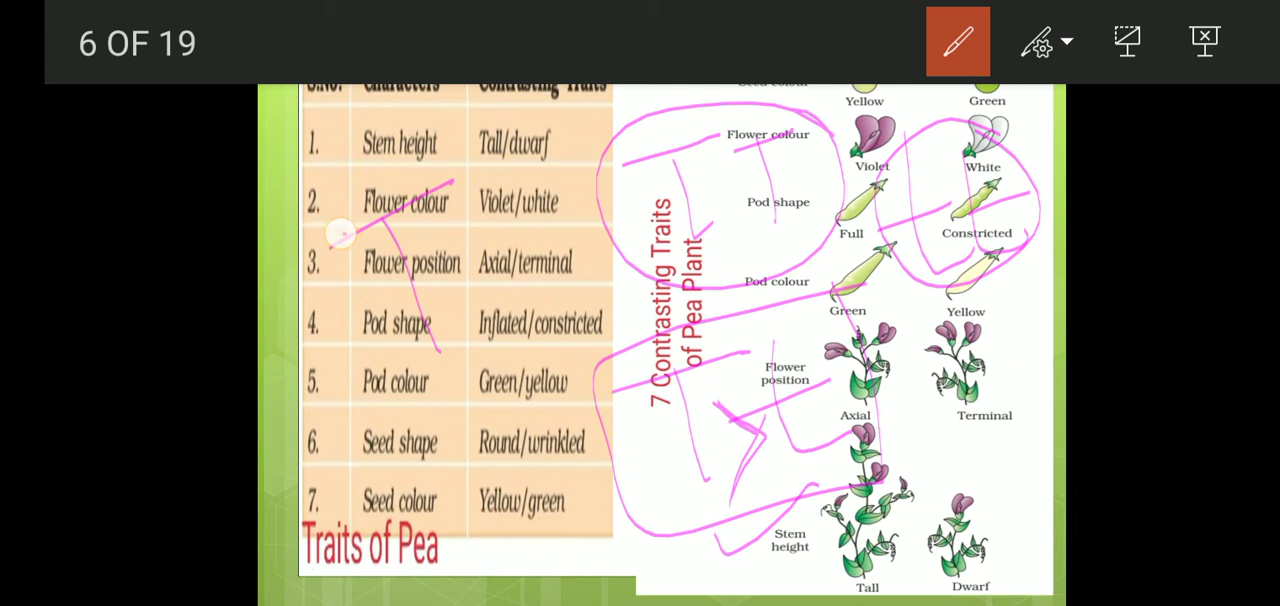 6 OF 19
S.No. Characters Contrasting Traits
1. Stem height Tall/dwarf
2. Flower colour Violet/white
3. Flower position Axial/terminal
4. Pod shape Inflated/constricted
5. Pod colour Green/yellow
6. Seed shape Round/wrinkled
7. Seed colour Yellow/green
Traits of Pea
7 Contrasting Traits
of Pea Plant
Seed colour
Yellow Green
Flower colour
Violet White
Pod shape
Full Constricted
Pod colour
Green Yellow
Flower
position
Axial Terminal
Stem
height
Tall Dwarf